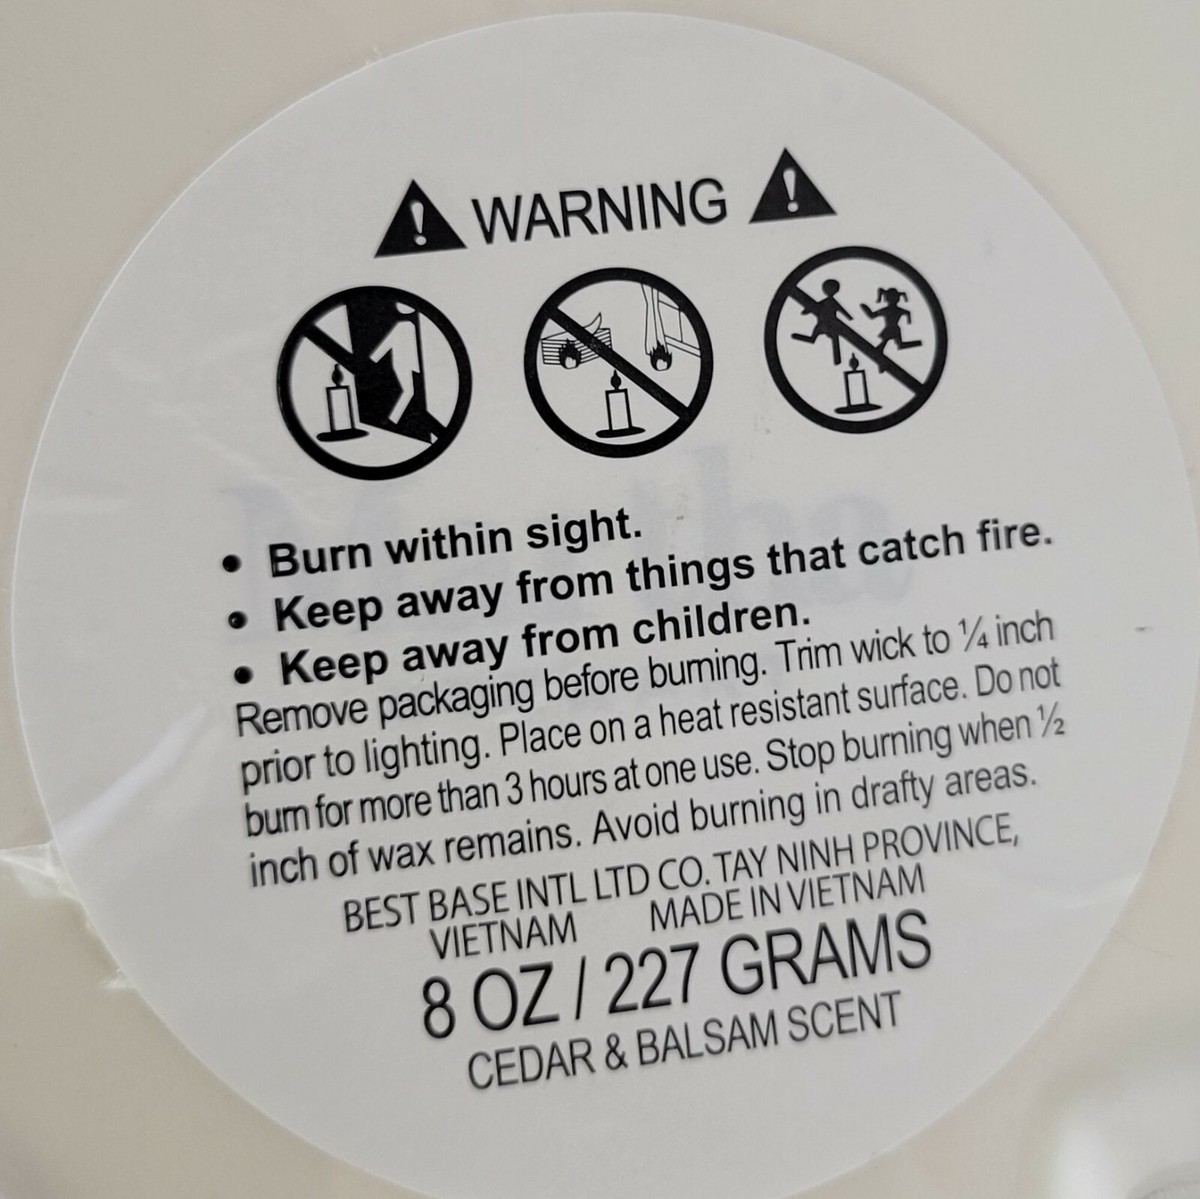 WARNING
• Burn within sight.
• Keep away from things that catch fire.
• Keep away from children.
Remove packaging before burning. Trim wick to ¼ inch
prior to lighting. Place on a heat resistant surface. Do not
burn for more than 3 hours at one use. Stop burning when ½
inch of wax remains. Avoid burning in drafty areas.
BEST BASE INTL LTD CO. TAY NINH PROVINCE,
VIETNAM MADE IN VIETNAM
8 OZ / 227 GRAMS
CEDAR & BALSAM SCENT